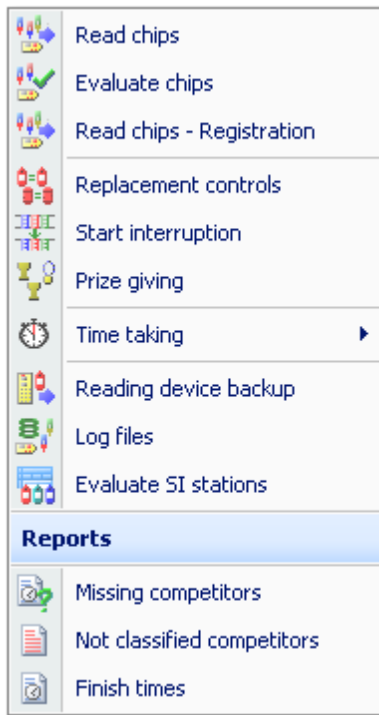 Read chips
Evaluate chips
Read chips - Registration
Replacement controls
Start interruption
Prize giving
Time taking
Reading device backup
Log files
Evaluate SI stations
Reports
Missing competitors
Not classified competitors
Finish times